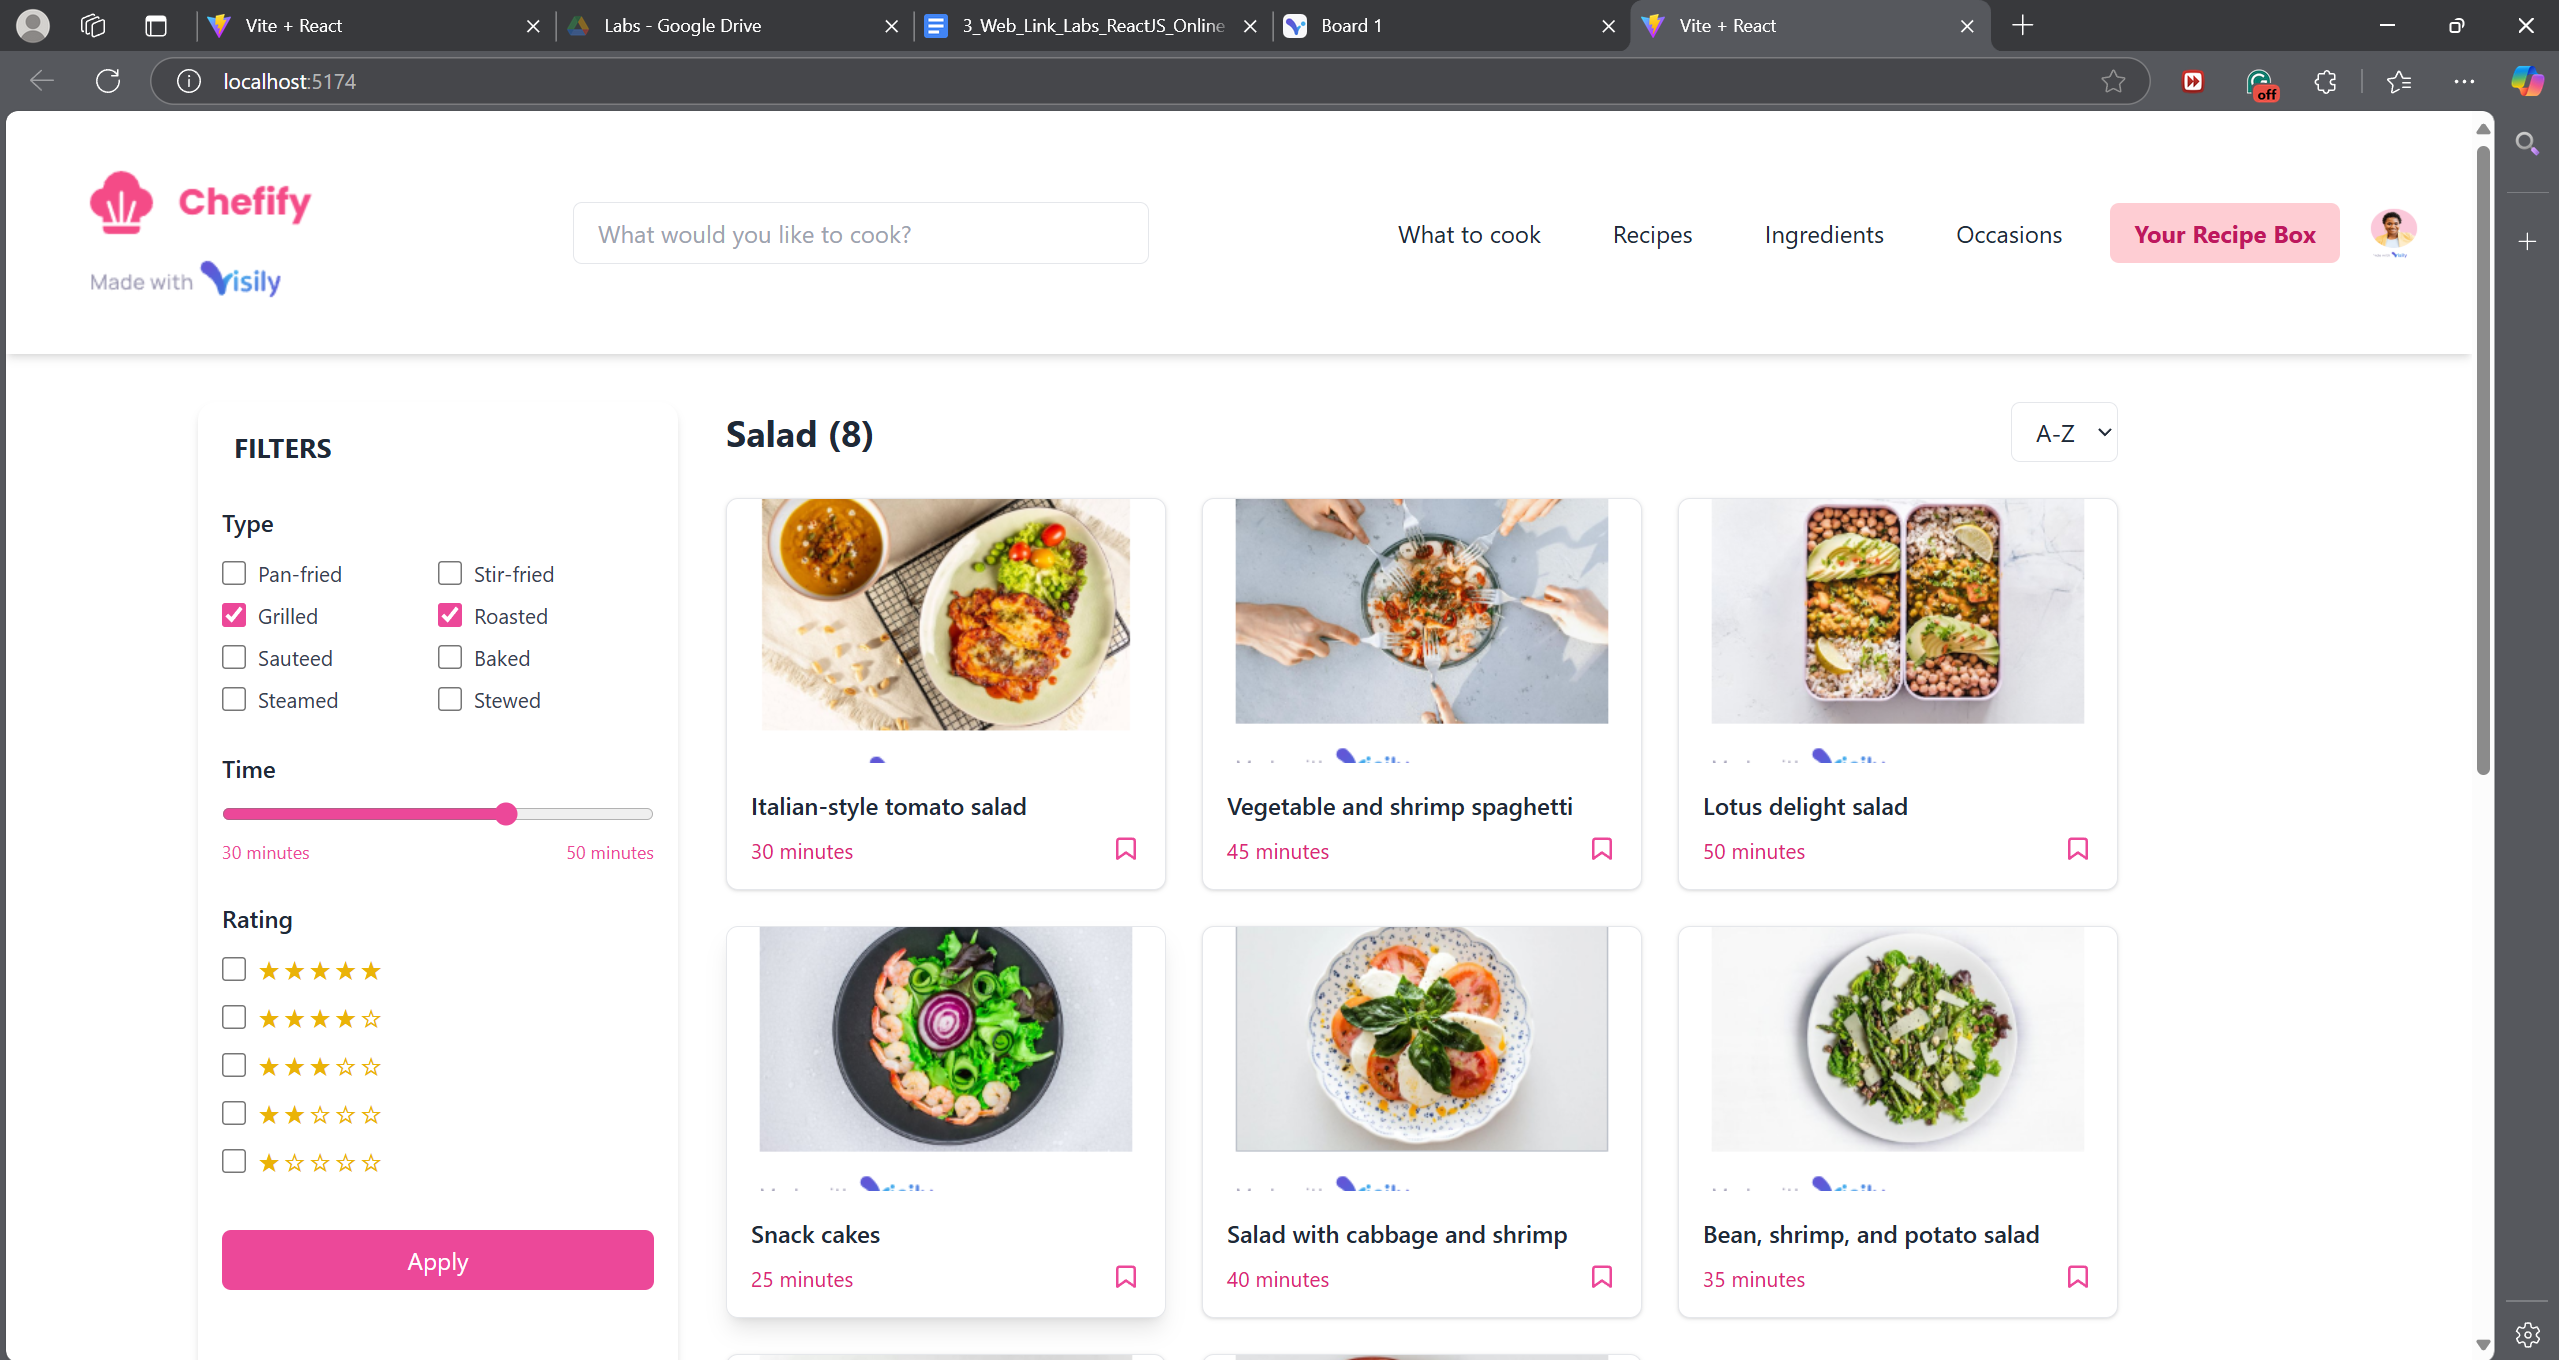 Vite + React
Labs - Google Drive
3_Web_Link_Labs_ReactJS_Online
Board 1
Vite + React
localhost:5174
off
Chefify
Made with Visily
What would you like to cook?
What to cook
Recipes
Ingredients
Occasions
Your Recipe Box
FILTERS
Type
Pan-fried
Stir-fried
Grilled
Roasted
Sauteed
Baked
Steamed
Stewed
Time
30 minutes
50 minutes
Rating
★★★★★
★★★★☆
★★★☆☆
★★☆☆☆
★☆☆☆☆
Apply
Salad (8)
A-Z
Italian-style tomato salad
30 minutes
Vegetable and shrimp spaghetti
45 minutes
Lotus delight salad
50 minutes
Snack cakes
25 minutes
Salad with cabbage and shrimp
40 minutes
Bean, shrimp, and potato salad
35 minutes